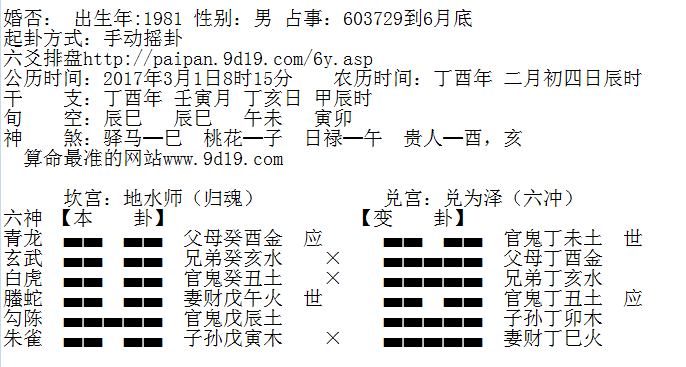 婚否： 出生年:1981 性别：男 占事：603729到6月底
起卦方式：手动摇卦
六爻排盘http://paipan.9d19.com/6y.asp
公历时间：2017年3月1日8时15分 农历时间：丁酉年 二月初四日辰时
干 支：丁酉年 壬寅月 丁亥日 甲辰时
旬 空：辰巳 辰巳 午未 寅卯
神 煞：驿马─巳 桃花─子 日禄─午 贵人─酉，亥
算命最准的网站www.9d19.com
坎宫：地水师（归魂） 兑宫：兑为泽（六冲）
六神 【本 卦】 【变 卦】
青龙 父母癸酉金 应 官鬼丁未土 世
玄武 兄弟癸亥水 × 父母丁酉金
白虎 官鬼癸丑土 × 兄弟丁亥水
螣蛇 妻财戊午火 世 官鬼丁丑土 应
勾陈 官鬼戊辰土 子孙丁卯木
朱雀 子孙戊寅木 × 妻财丁巳火